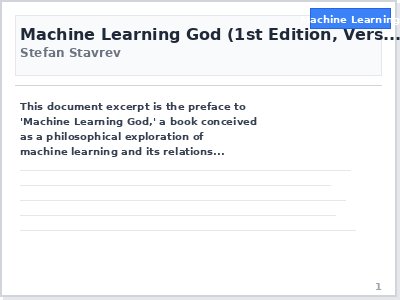 Machine Learning
Machine Learning God (1st Edition, Vers...
Stefan Stavrev
This document excerpt is the preface to
'Machine Learning God,' a book conceived
as a philosophical exploration of
machine learning and its relations...
1